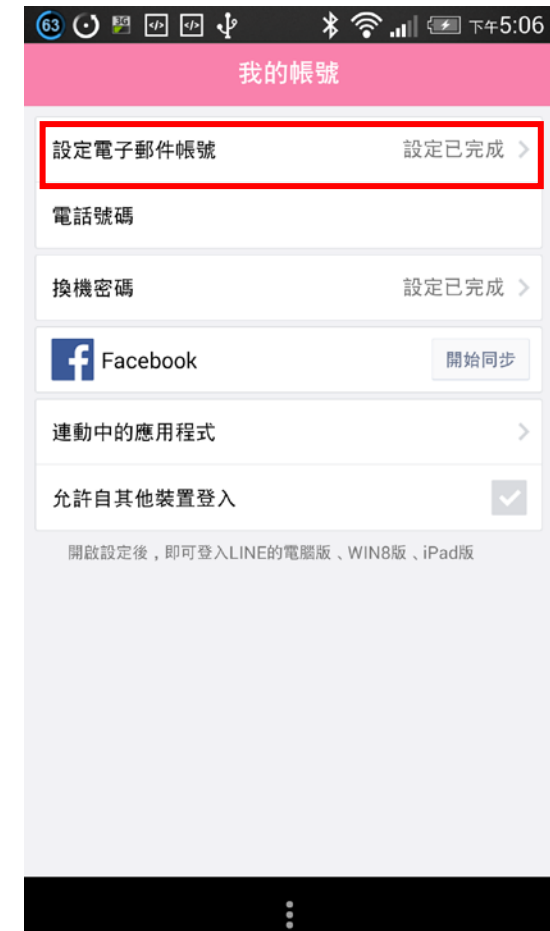 63 3G </> </> 下午5:06
我的帳號
設定電子郵件帳號 設定已完成 >
電話號碼
換機密碼 設定已完成 >
f Facebook 開始同步
連動中的應用程式 >
允許自其他裝置登入
開啟設定後，即可登入LINE的電腦版、WIN8版、iPad版